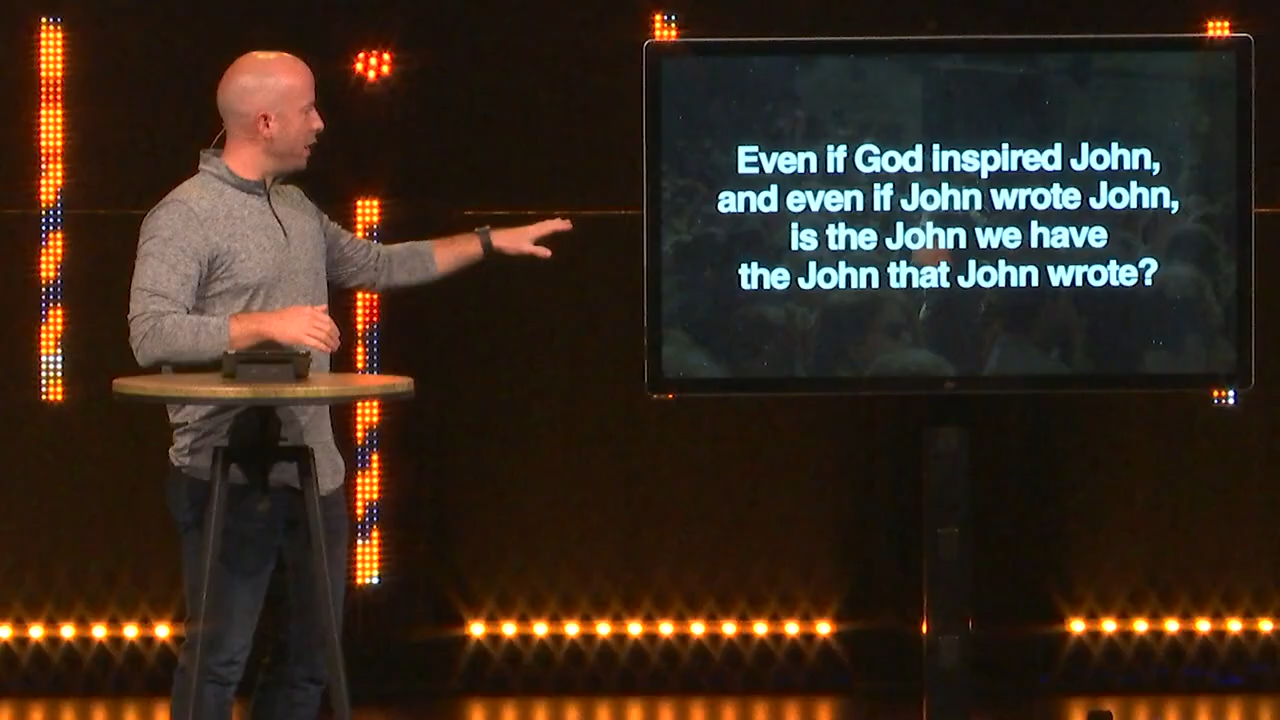 Even if God inspired John,
and even if John wrote John,
is the John we have
the John that John wrote?